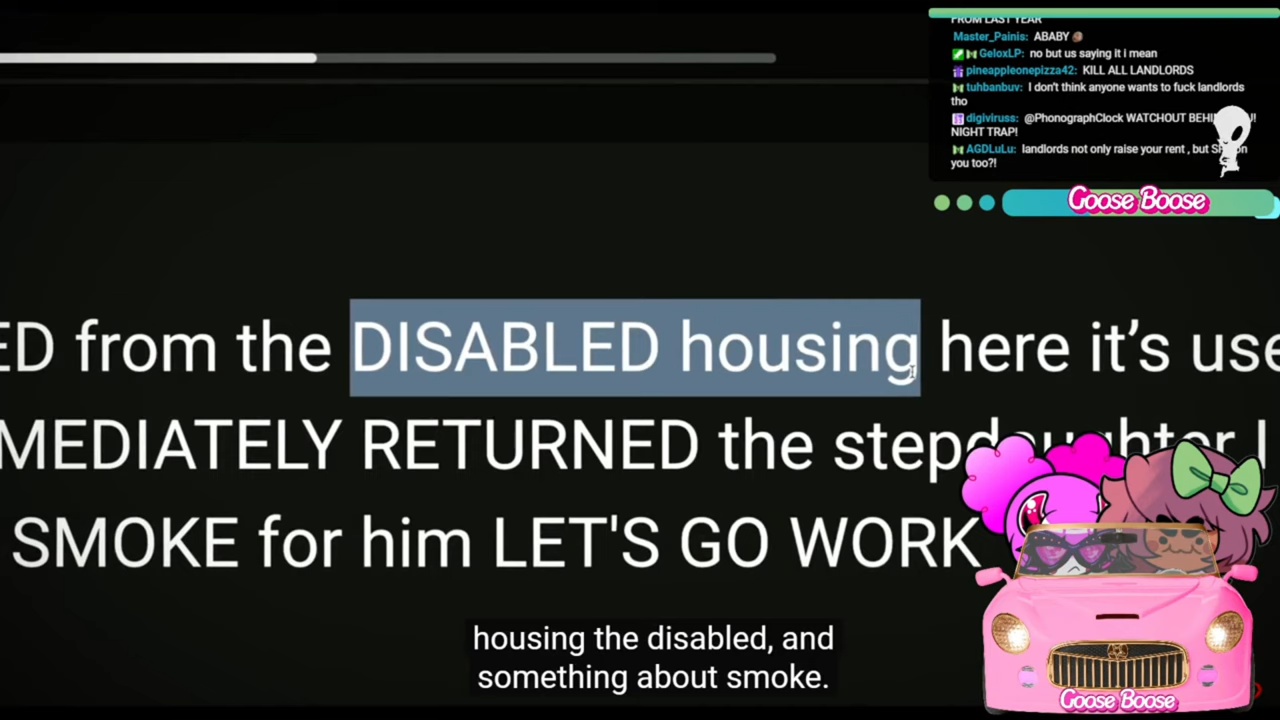 FROM LAST YEAR
Master_Painis: ABABY
GeloxLP: no but us saying it i mean
pineappleonepizza42: KILL ALL LANDLORDS
tuhbanbuv: I don't think anyone wants to fuck landlords
tho
digiviruss: @PhonographClock WATCHOUT
NIGHT TRAP!
AGDLuLu: landlords not only raise your rent , but
you too?!
Goose Boose
ED from the DISABLED housing here it's use
MEDIATELY RETURNED the stepdaughter I
SMOKE for him LET'S GO WORK
housing the disabled, and
something about smoke.
Goose Boose